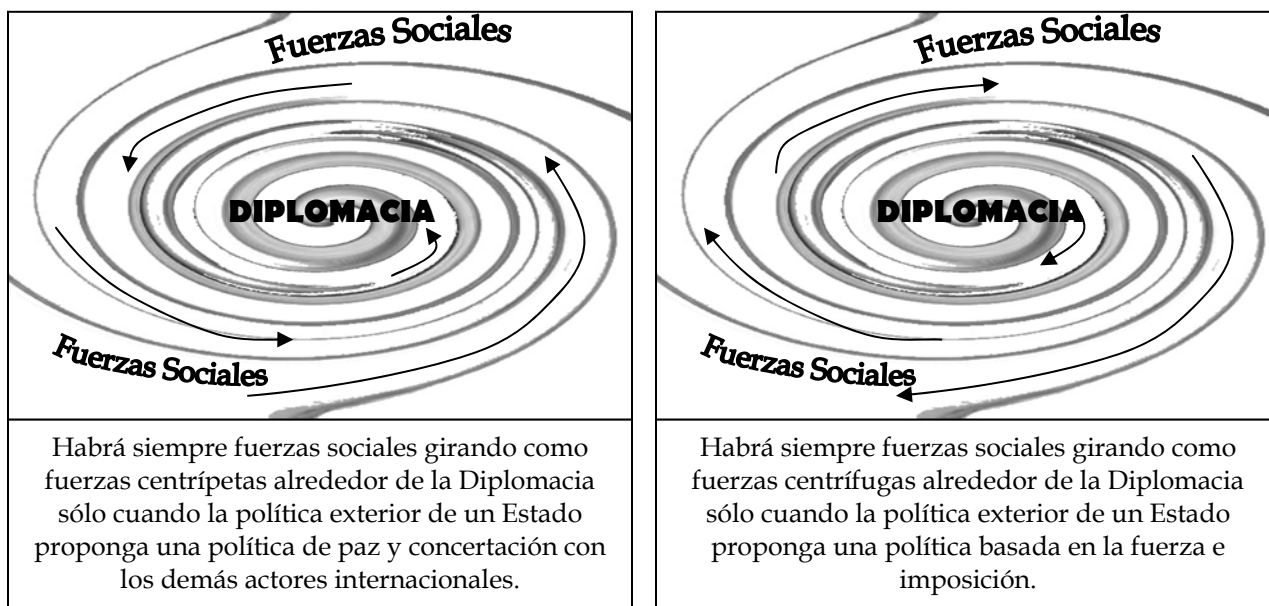 Fuerzas Sociales
DIPLOMACIA
Fuerzas Sociales
Habrá siempre fuerzas sociales girando como
fuerzas centrípetas alrededor de la Diplomacia
sólo cuando la política exterior de un Estado
proponga una política de paz y concertación con
los demás actores internacionales.
Fuerzas Sociales
DIPLOMACIA
Fuerzas Sociales
Habrá siempre fuerzas sociales girando como
fuerzas centrífugas alrededor de la Diplomacia
sólo cuando la política exterior de un Estado
proponga una política basada en la fuerza e
imposición.